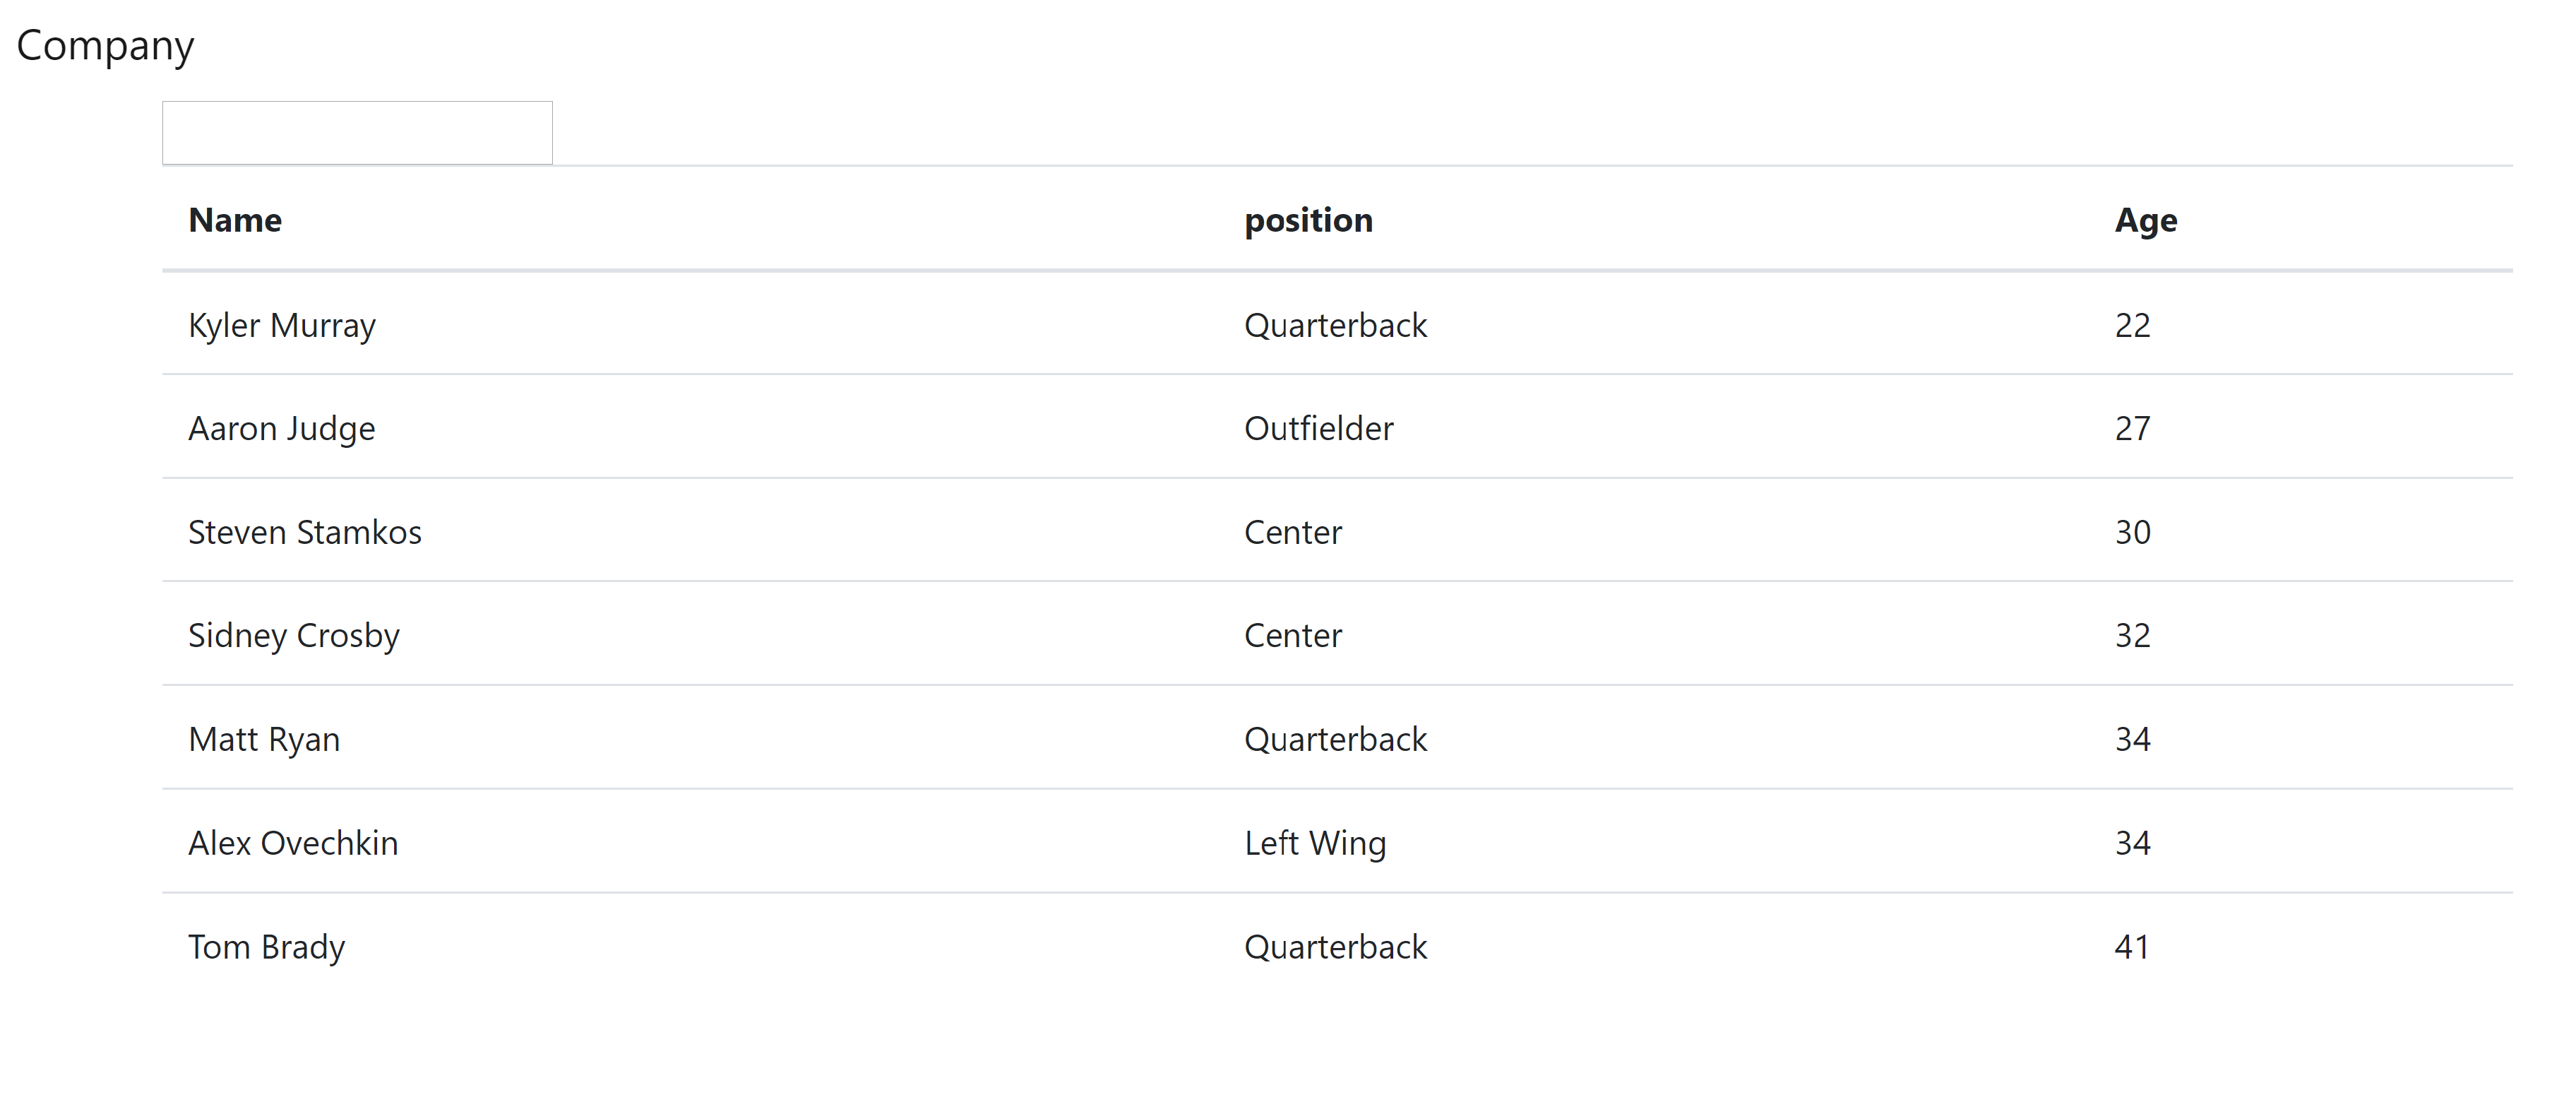 Company
Name position Age
Kyler Murray Quarterback 22
Aaron Judge Outfielder 27
Steven Stamkos Center 30
Sidney Crosby Center 32
Matt Ryan Quarterback 34
Alex Ovechkin Left Wing 34
Tom Brady Quarterback 41